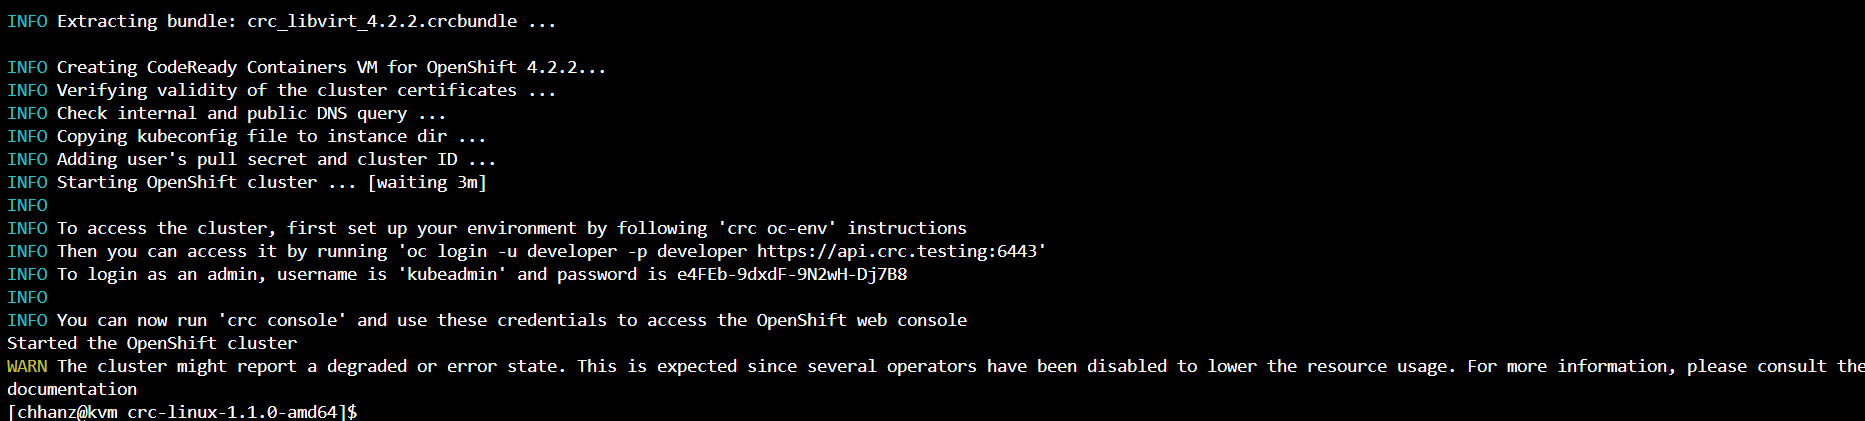 INFO Extracting bundle: crc_libvirt_4.2.2.crcbundle ...
INFO Creating CodeReady Containers VM for OpenShift 4.2.2...
INFO Verifying validity of the cluster certificates ...
INFO Check internal and public DNS query ...
INFO Copying kubeconfig file to instance dir ...
INFO Adding user's pull secret and cluster ID ...
INFO Starting OpenShift cluster ... [waiting 3m]
INFO
INFO To access the cluster, first set up your environment by following 'crc oc-env' instructions
INFO Then you can access it by running 'oc login -u developer -p developer https://api.crc.testing:6443'
INFO To login as an admin, username is 'kubeadmin' and password is e4FEb-9dxdF-9N2wH-Dj7B8
INFO
INFO You can now run 'crc console' and use these credentials to access the OpenShift web console
Started the OpenShift cluster
WARN The cluster might report a degraded or error state. This is expected since several operators have been disabled to lower the resource usage. For more information, please consult the
documentation
[chhanz@kvm crc-linux-1.1.0-amd64]$